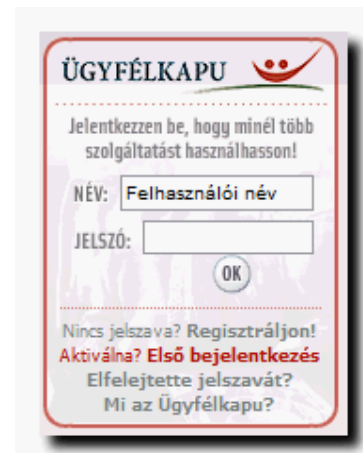 ÜGYFÉLKAPU
Jelentkezzen be, hogy minél több
szolgáltatást használhasson!
NÉV: Felhasználói név
JELSZÓ:
OK
Nincs jelszava? Regisztráljon!
Aktiválna? Első bejelentkezés
Elfelejtette jelszavát?
Mi az Ügyfélkapu?